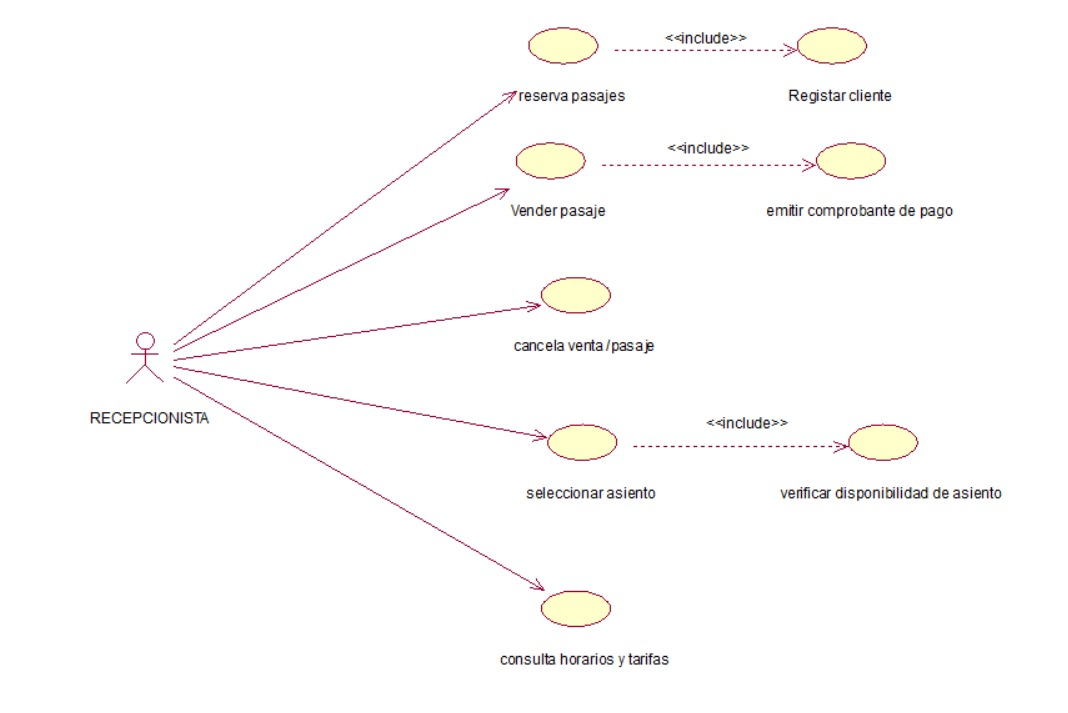 <<include>>
reserva pasajes
Registar cliente
<<include>>
Vender pasaje
emitir comprobante de pago
cancela venta /pasaje
RECEPCIONISTA
<<include>>
seleccionar asiento
verificar disponibilidad de asiento
consulta horarios y tarifas